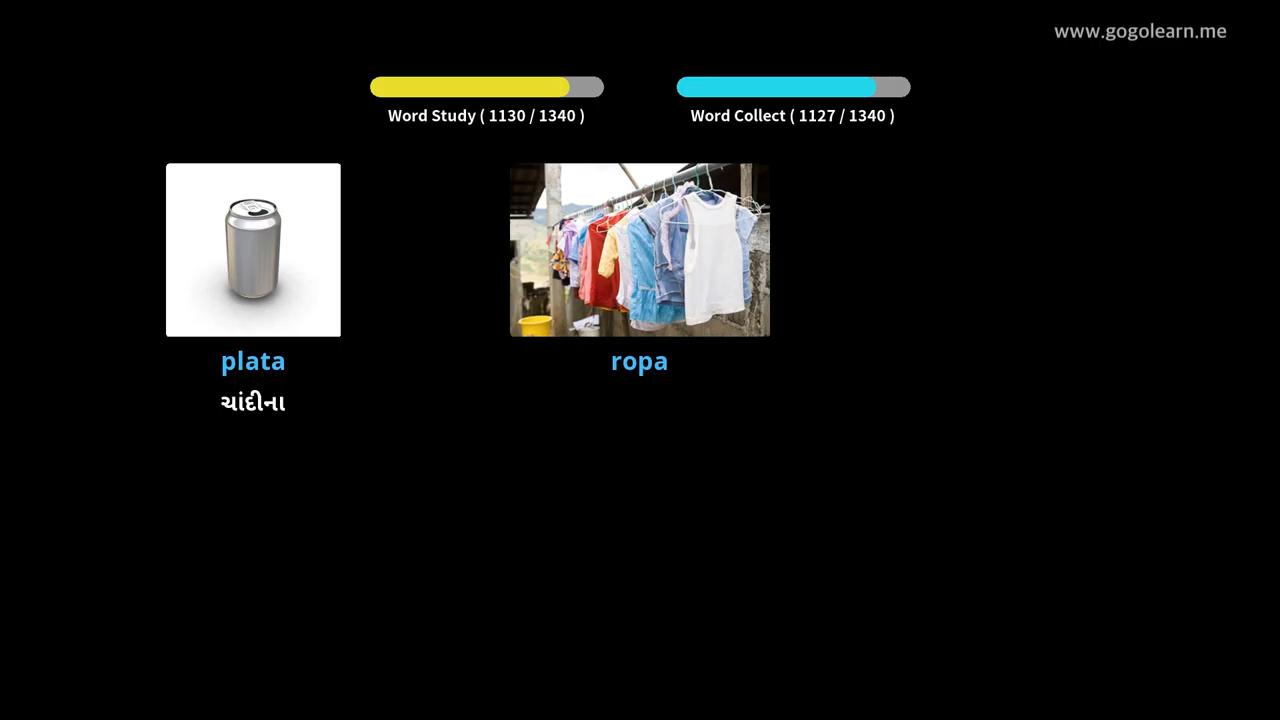 www.gogolearn.me
Word Study ( 1130 / 1340 )
Word Collect ( 1127 / 1340 )
plata
ropa
ચાંદીના